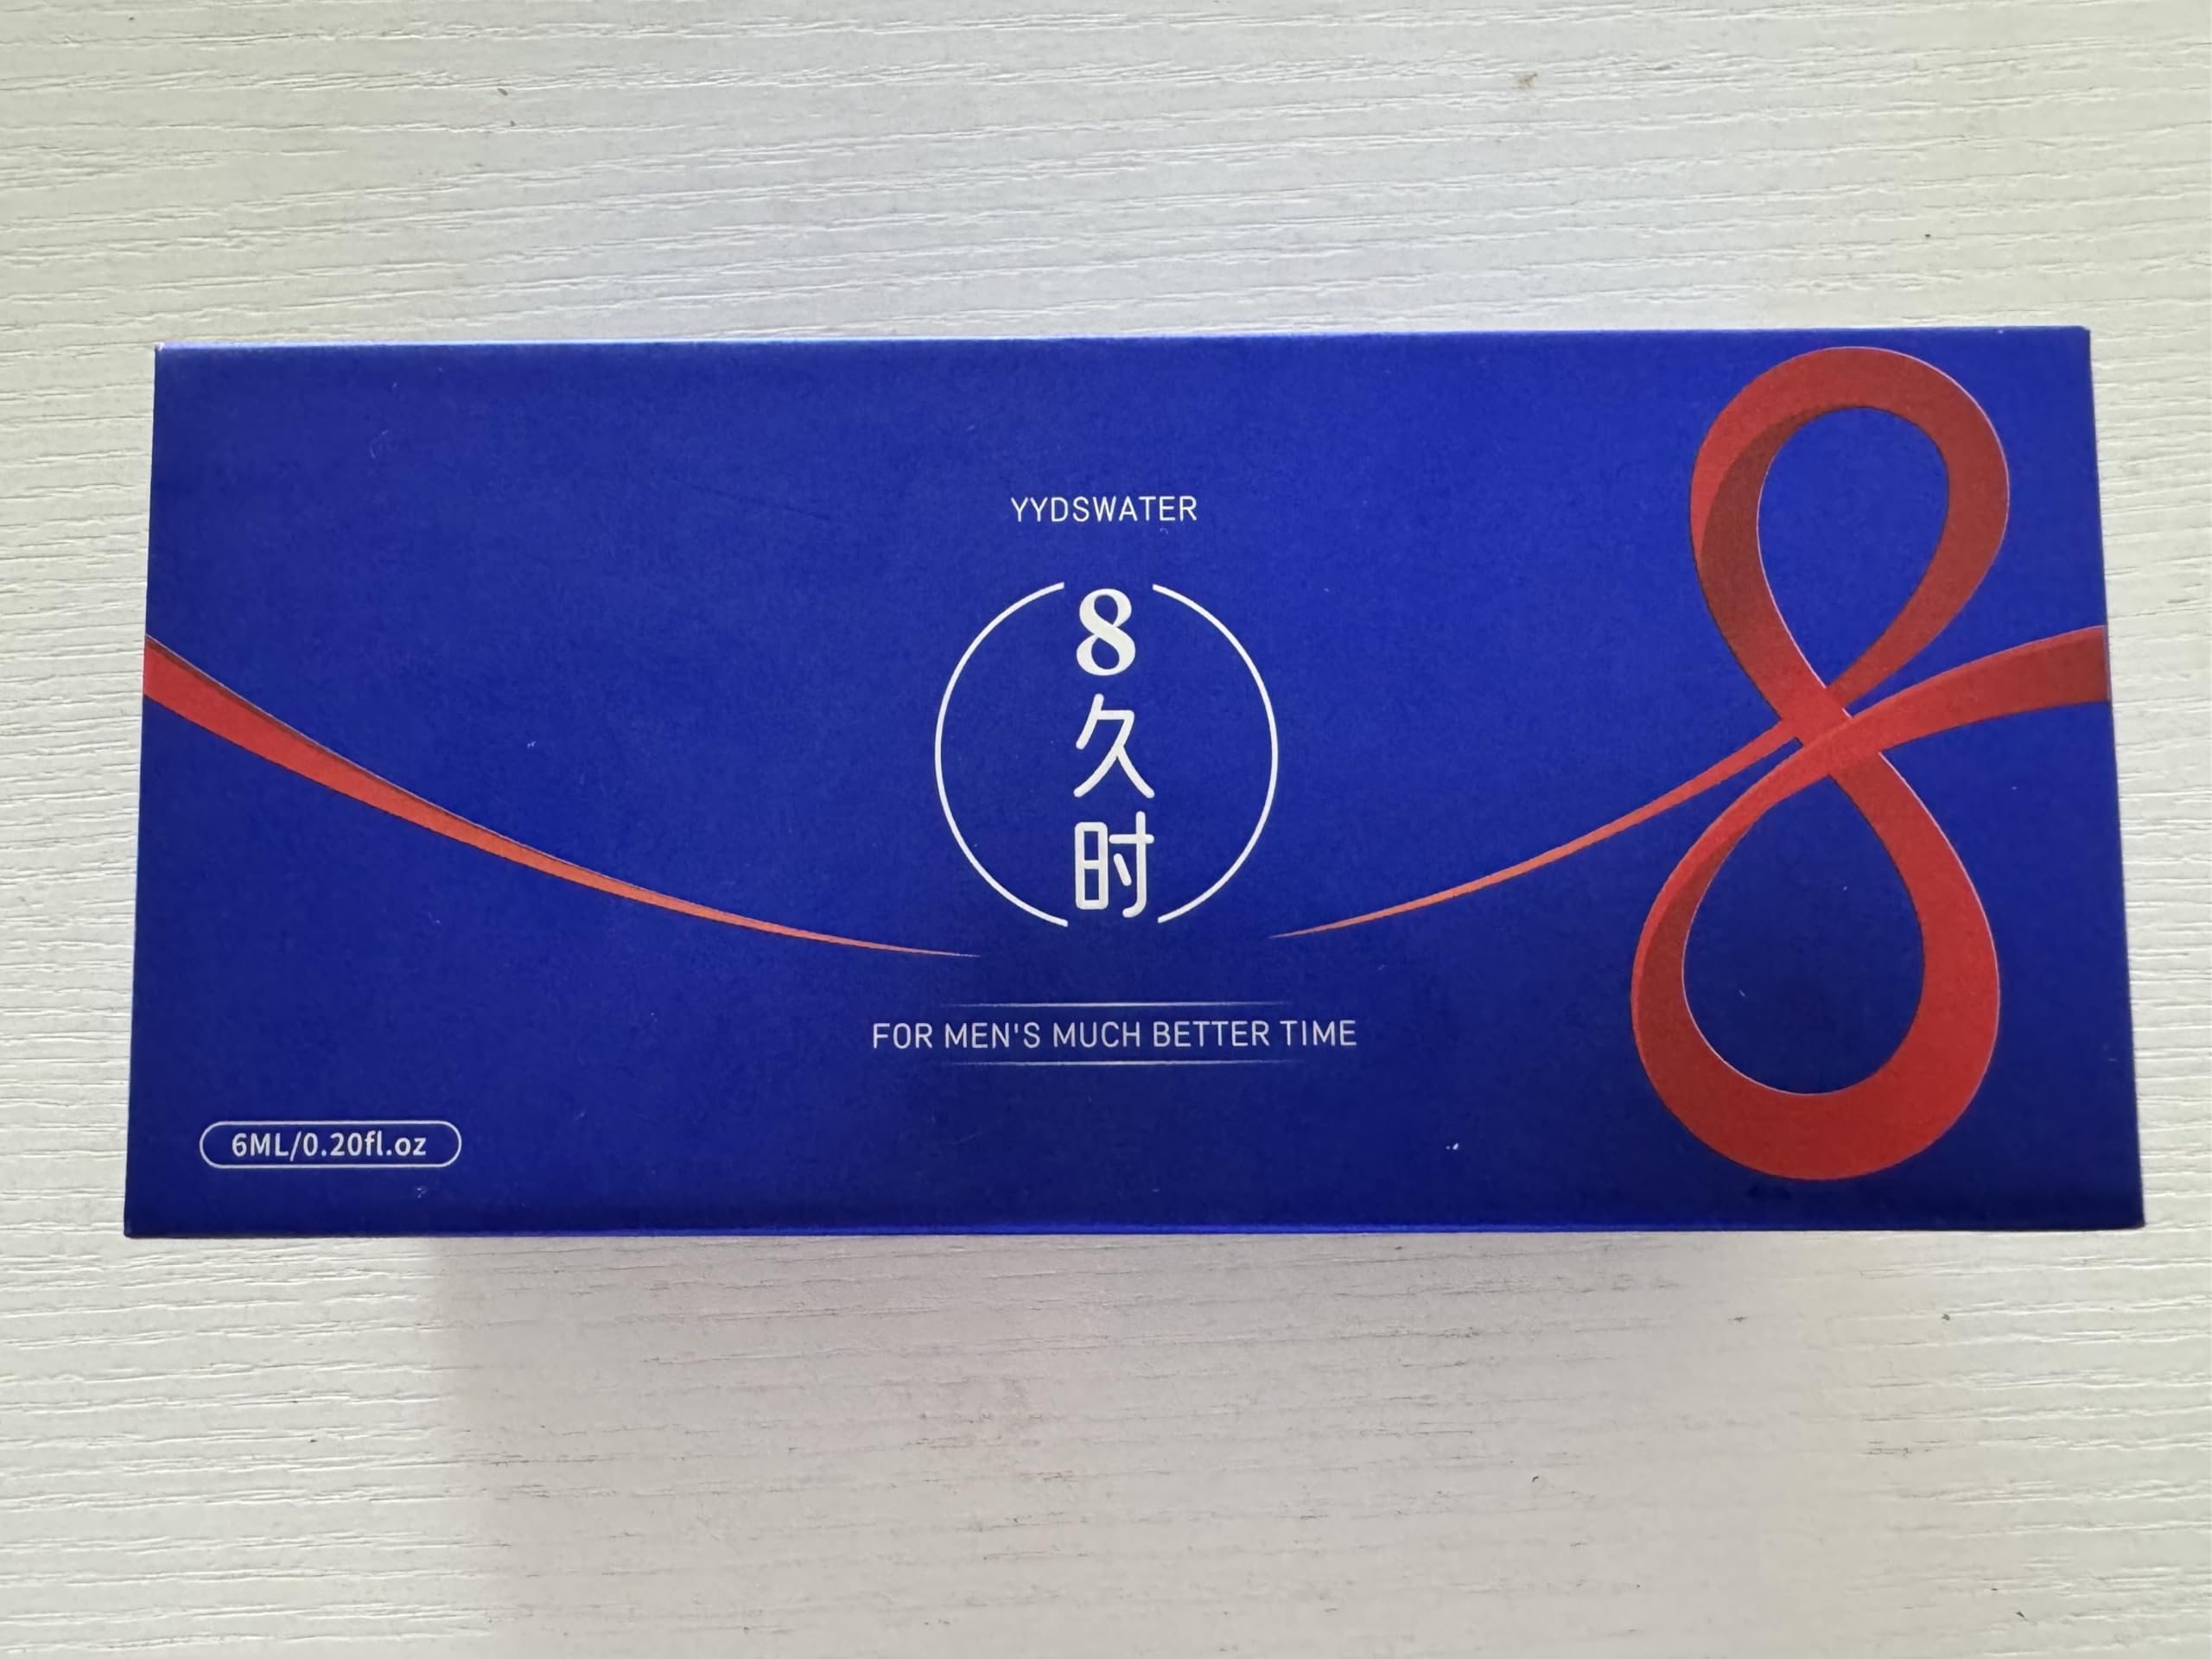 YYDSWATER
8
久
时
FOR MEN'S MUCH BETTER TIME
6ML/0.20fl.oz